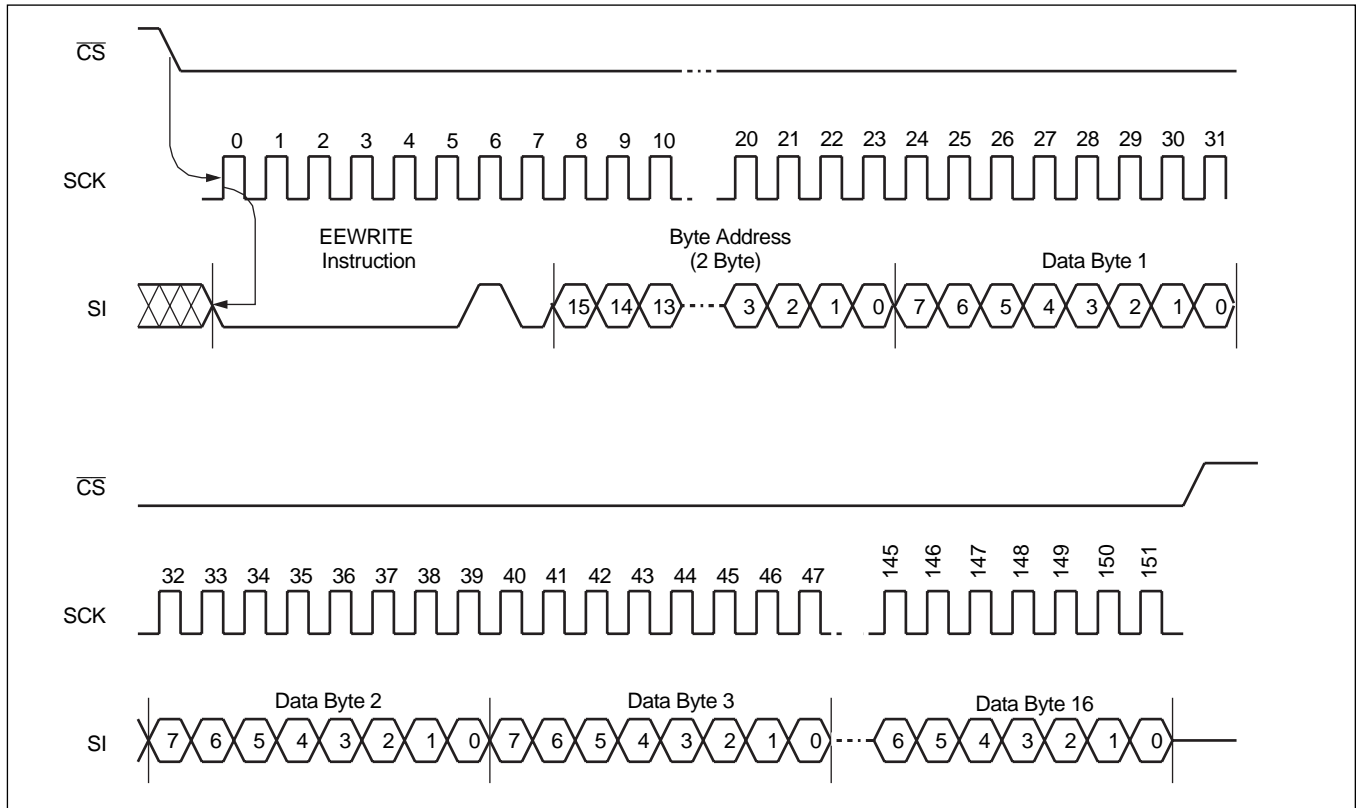 CS
0 1 2 3 4 5 6 7 8 9 10 20 21 22 23 24 25 26 27 28 29 30 31
SCK
EEWRITE
Instruction
Byte Address
(2 Byte)
Data Byte 1
SI
15 14 13 3 2 1 0 7 6 5 4 3 2 1 0
CS
32 33 34 35 36 37 38 39 40 41 42 43 44 45 46 47 145 146 147 148 149 150 151
SCK
Data Byte 2 Data Byte 3 Data Byte 16
SI
7 6 5 4 3 2 1 0 7 6 5 4 3 2 1 0 6 5 4 3 2 1 0